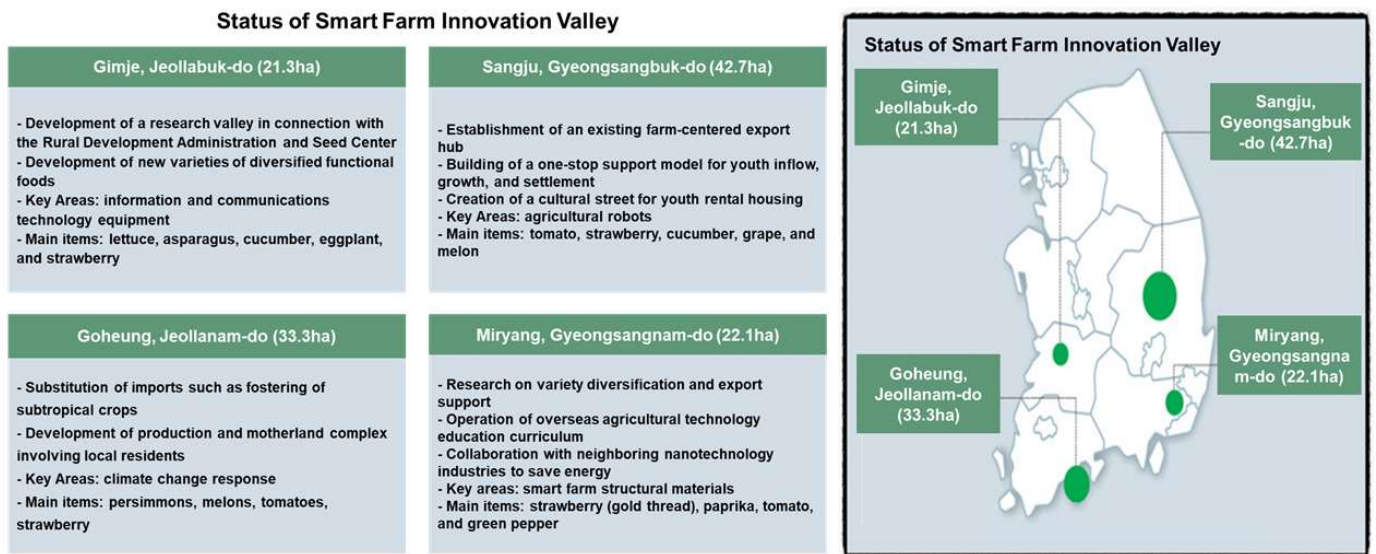 Status of Smart Farm Innovation Valley
Gimje, Jeollabuk-do (21.3ha)
- Development of a research valley in connection with
the Rural Development Administration and Seed Center
- Development of new varieties of diversified functional
foods
- Key Areas: information and communications
technology equipment
- Main items: lettuce, asparagus, cucumber, eggplant,
and strawberry
Sangju, Gyeongsangbuk-do (42.7ha)
- Establishment of an existing farm-centered export
hub
- Building of a one-stop support model for youth inflow,
growth, and settlement
- Creation of a cultural street for youth rental housing
- Key Areas: agricultural robots
- Main items: tomato, strawberry, cucumber, grape, and
melon
Goheung, Jeollanam-do (33.3ha)
- Substitution of imports such as fostering of
subtropical crops
- Development of production and motherland complex
involving local residents
- Key Areas: climate change response
- Main items: persimmons, melons, tomatoes,
strawberry
Miryang, Gyeongsangnam-do (22.1ha)
- Research on variety diversification and export
support
- Operation of overseas agricultural technology
education curriculum
- Collaboration with neighboring nanotechnology
industries to save energy
- Key areas: smart farm structural materials
- Main items: strawberry (gold thread), paprika, tomato,
and green pepper
Status of Smart Farm Innovation Valley
Gimje,
Jeollabuk-do
(21.3ha)
Sangju,
Gyeongsangbuk
-do (42.7ha)
Goheung,
Jeollanam-do
(33.3ha)
Miryang,
Gyeongsangna
m-do (22.1ha)